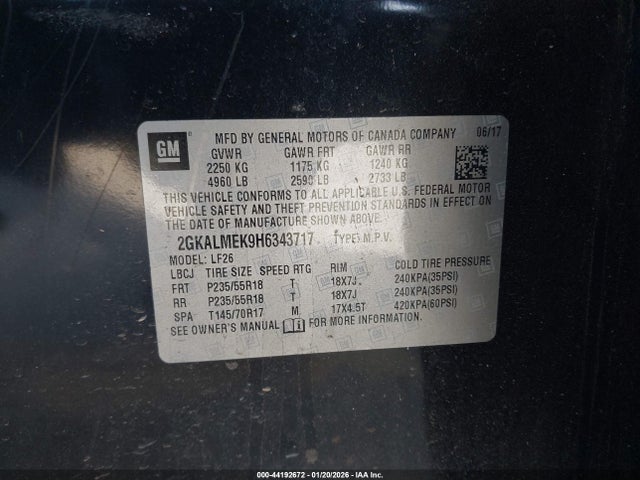 GM
MFD BY GENERAL MOTORS OF CANADA COMPANY 06/17
GVWR GAWR FRT GAWR RR
2250 KG 1175 KG 1240 KG
4960 LB 2590 LB 2733 LB
THIS VEHICLE CONFORMS TO ALL APPLICABLE U.S. FEDERAL MOTOR
VEHICLE SAFETY AND THEFT PREVENTION STANDARDS IN EFFECT ON
THE DATE OF MANUFACTURE SHOWN ABOVE.
2GKALMEK9H6343717 TYPE: M.P.V.
MODEL: LF26
LBCJ TIRE SIZE SPEED RTG RIM COLD TIRE PRESSURE
FRT P235/55R18 T 18X7J 240KPA(35PSI)
RR P235/55R18 T 18X7J 240KPA(35PSI)
SPA T145/70R17 M 17X4.5T 420KPA(60PSI)
SEE OWNER'S MANUAL FOR MORE INFORMATION.
000-44192672 - 01/20/2026 - IAA Inc.